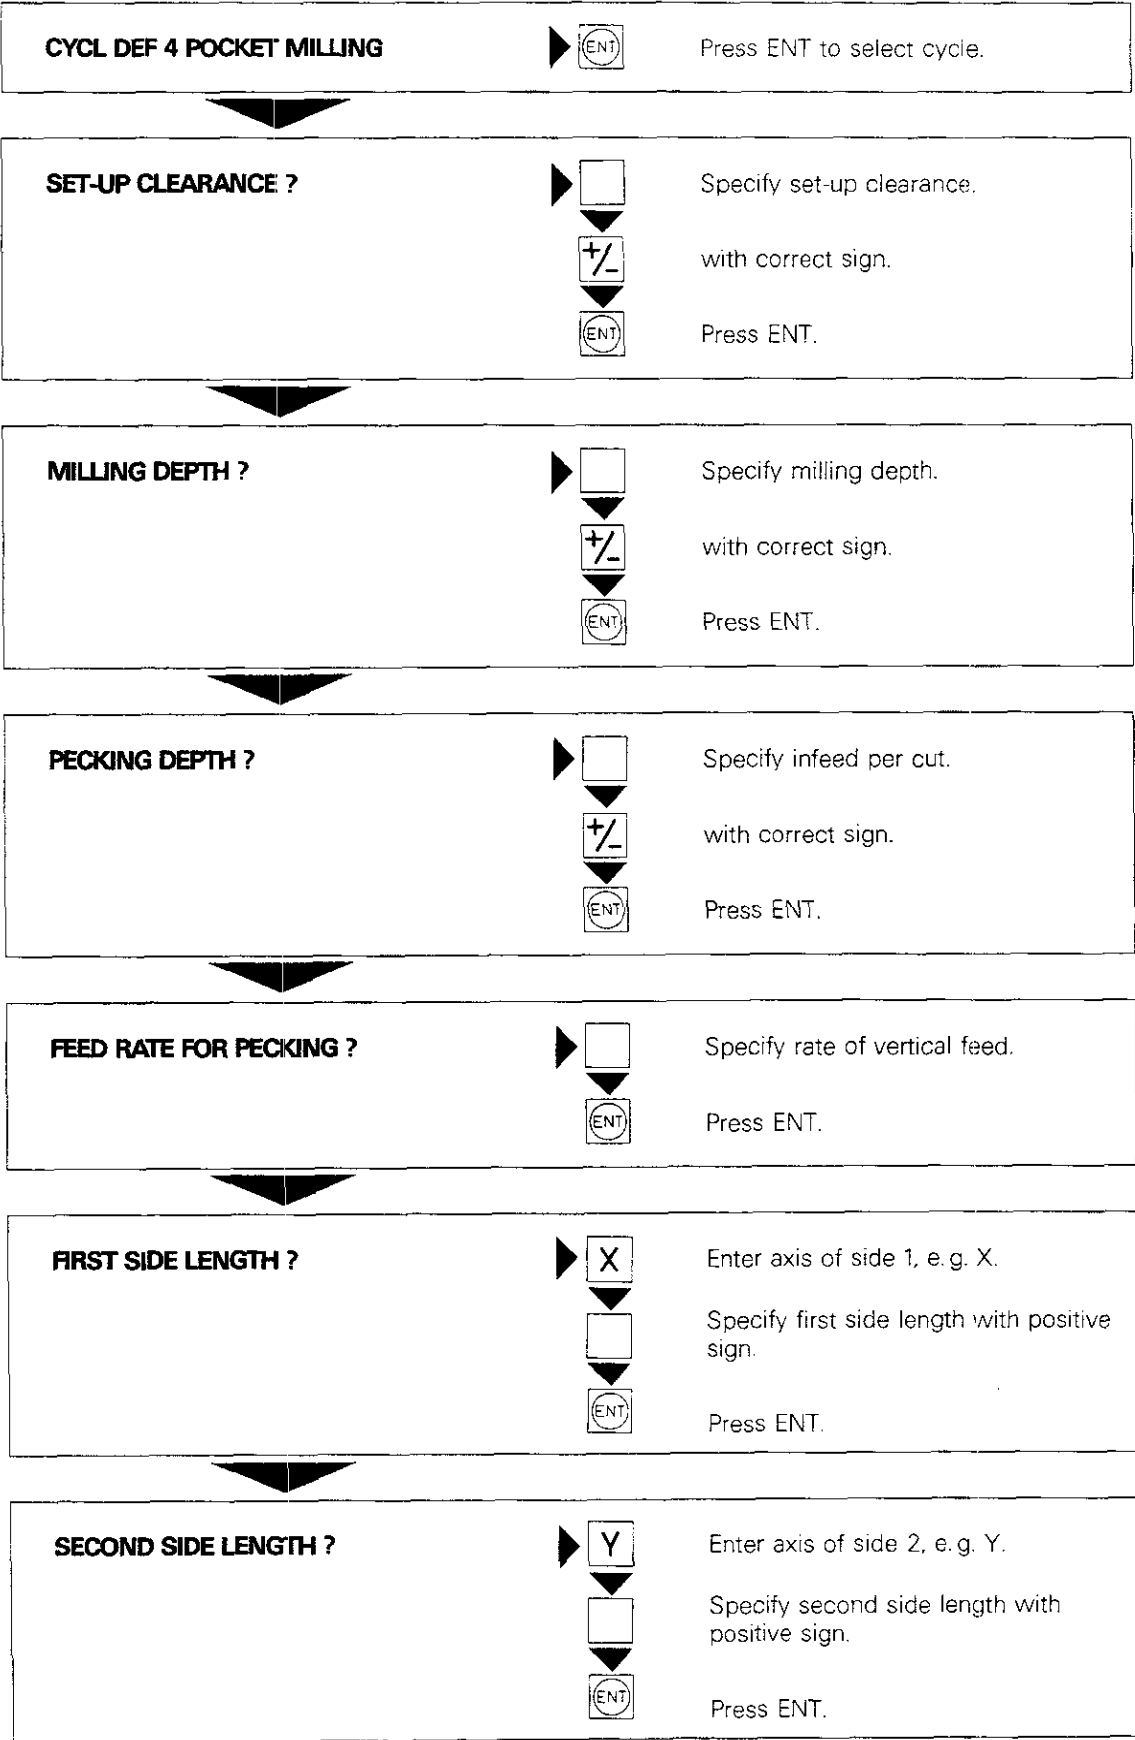 CYCL DEF 4 POCKET MILLING
ENT
Press ENT to select cycle.
SET-UP CLEARANCE ?
Specify set-up clearance.
+/-
with correct sign.
ENT
Press ENT.
MILLING DEPTH ?
Specify milling depth.
+/-
with correct sign.
ENT
Press ENT.
PECKING DEPTH ?
Specify infeed per cut.
+/-
with correct sign.
ENT
Press ENT.
FEED RATE FOR PECKING ?
Specify rate of vertical feed.
ENT
Press ENT.
FIRST SIDE LENGTH ?
X
Enter axis of side 1, e.g. X.
Specify first side length with positive
sign.
ENT
Press ENT.
SECOND SIDE LENGTH ?
Y
Enter axis of side 2, e.g. Y.
Specify second side length with
positive sign.
ENT
Press ENT.